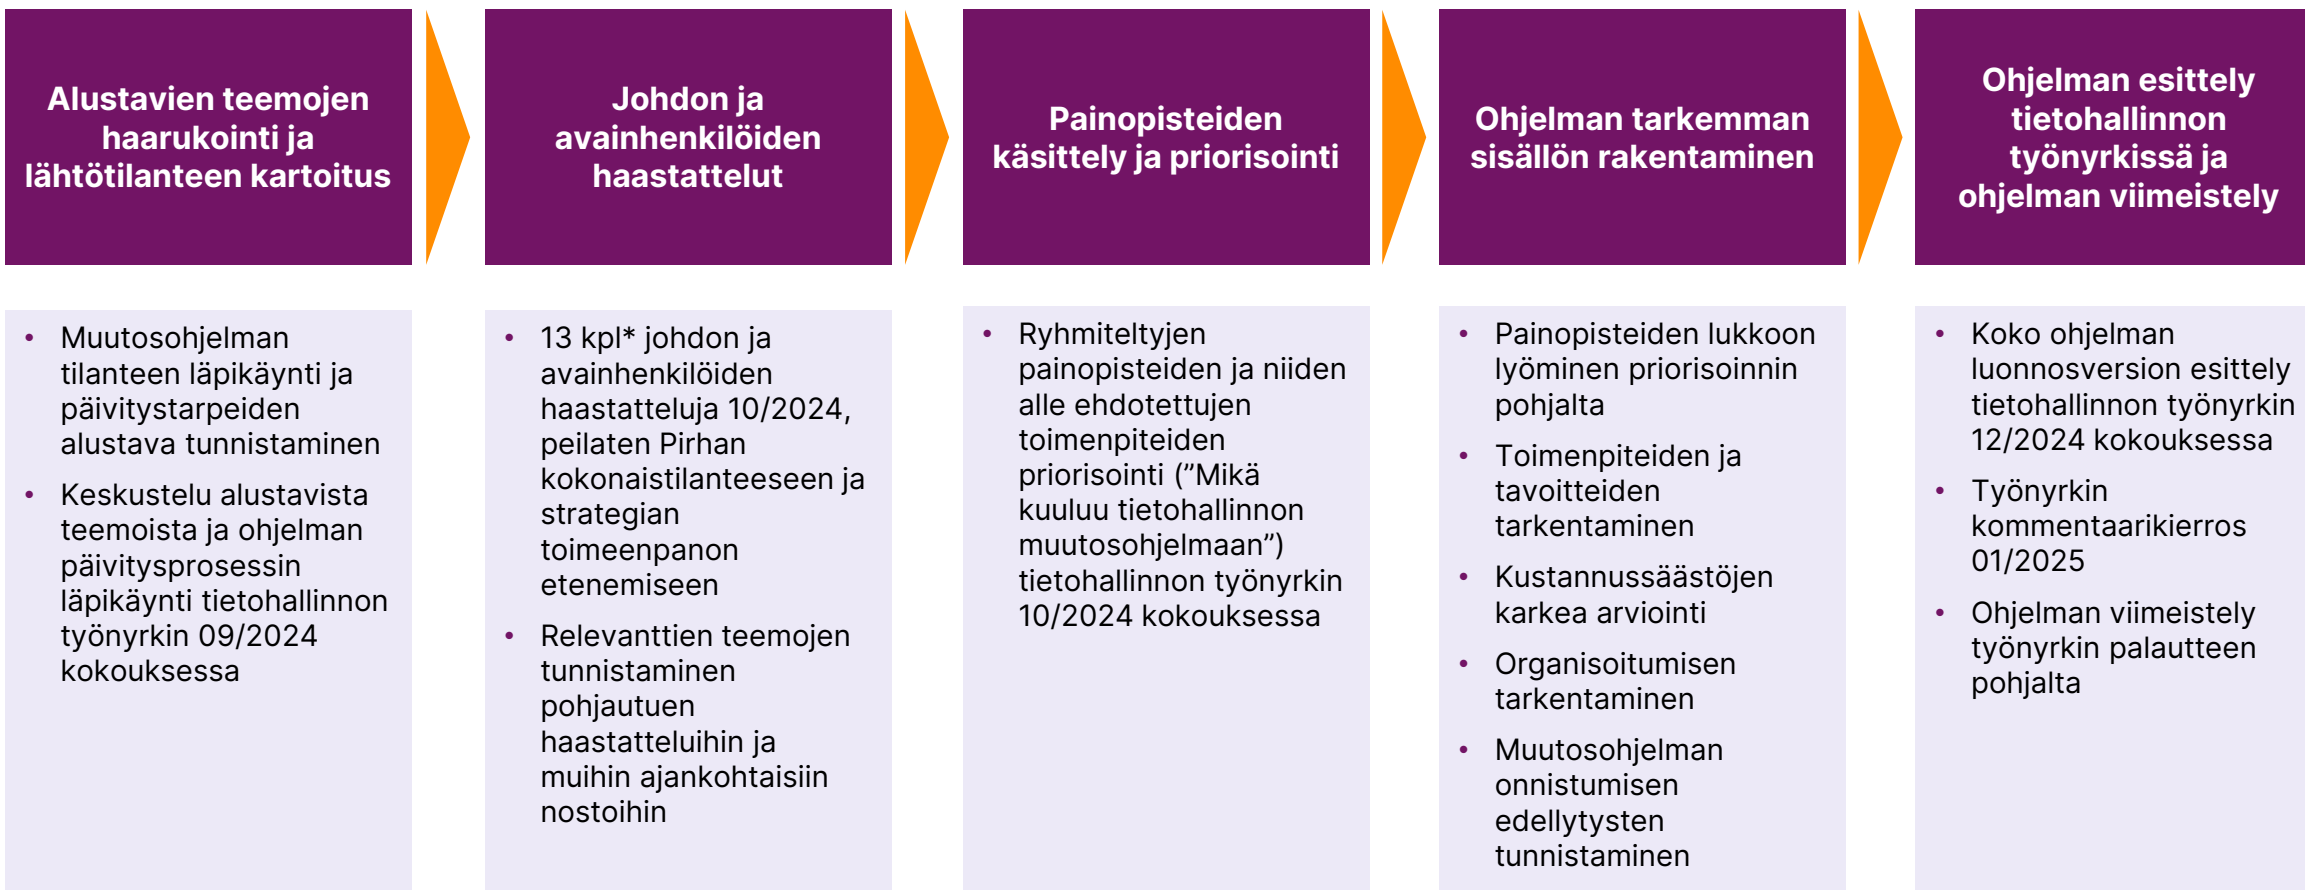 Alustavien teemojen
haarukointi ja
lähtötilanteen kartoitus
Johdon ja
avainhenkilöiden
haastattelut
Painopisteiden
käsittely ja priorisointi
Ohjelman tarkemman
sisällön rakentaminen
Ohjelman esittely
tietohallinnon
työnyrkissä ja
ohjelman viimeistely
• Muutosohjelman
tilanteen läpikäynti ja
päivitystarpeiden
alustava tunnistaminen
• Keskustelu alustavista
teemoista ja ohjelman
päivitysprosessin
läpikäynti tietohallinnon
työnyrkin 09/2024
kokouksessa
• 13 kpl* johdon ja
avainhenkilöiden
haastatteluja 10/2024,
peilaten Pirhan
kokonaistilanteeseen ja
strategian
toimeenpanon
etenemiseen
• Relevanttien teemojen
tunnistaminen
pohjautuen
haastatteluihin ja
muihin ajankohtaisiin
nostoihin
• Ryhmiteltyjen
painopisteiden ja niiden
alle ehdotettujen
toimenpiteiden
priorisointi (”Mikä
kuuluu tietohallinnon
muutosohjelmaan”)
tietohallinnon työnyrkin
10/2024 kokouksessa
• Painopisteiden lukkoon
lyöminen priorisoinnin
pohjalta
• Toimenpiteiden ja
tavoitteiden
tarkentaminen
• Kustannussäästöjen
karkea arviointi
• Organisoitumisen
tarkentaminen
• Muutosohjelman
onnistumisen
edellytysten
tunnistaminen
• Koko ohjelman
luonnosversion esittely
tietohallinnon työnyrkin
12/2024 kokouksessa
• Työnyrkin
kommentaarikierros
01/2025
• Ohjelman viimeistely
työnyrkin palautteen
pohjalta